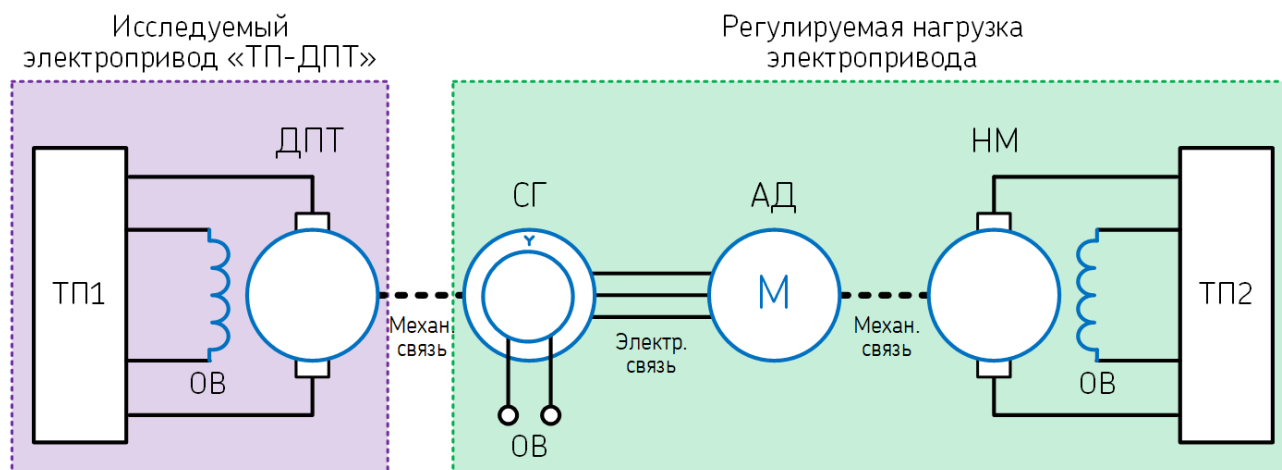 Исследуемый
электропривод «ТП-ДПТ»
Регулируемая нагрузка
электропривода
ДПТ
НМ
СГ
АД
Y
ТП1
М
ТП2
Механ.
связь
Электр.
связь
Механ.
связь
ОВ
ОВ
ОВ